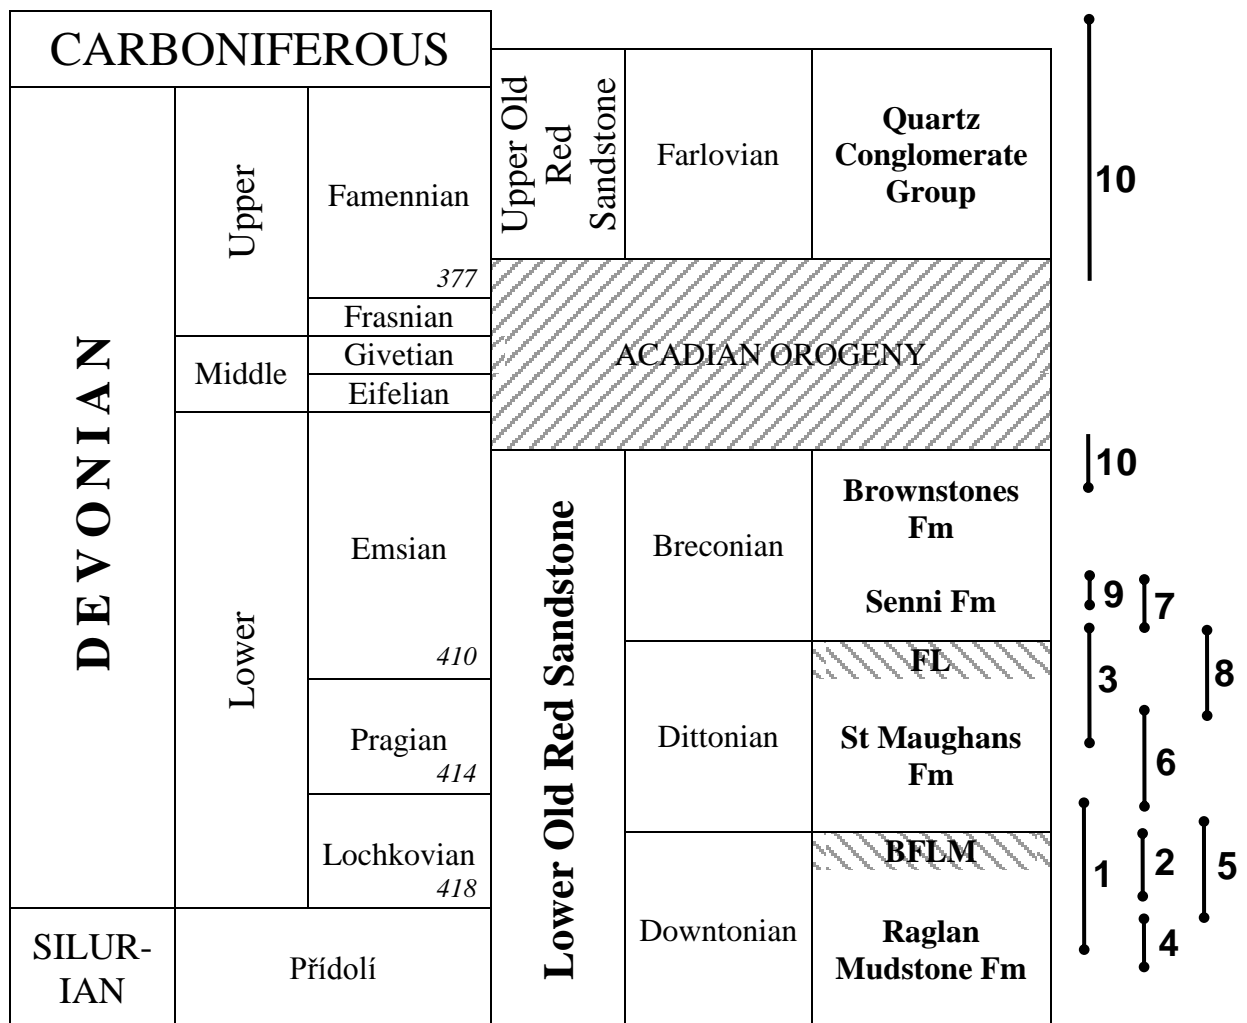 CARBONIFEROUS
DEVONIAN
Upper
Famennian
377
Frasnian
Middle
Givetian
Eifelian
Lower
Emsian
410
Pragian
414
Lochkovian
418
SILUR-
IAN
Přídolí
Upper Old
Red
Sandstone
Farlovian
Quartz
Conglomerate
Group
ACADIAN OROGENY
Lower Old Red Sandstone
Breconian
Brownstones
Fm
Senni Fm
Dittonian
FL
St Maughans
Fm
Downtonian
BFLM
Raglan
Mudstone Fm
10
10
9
7
3
8
6
1
2
5
4